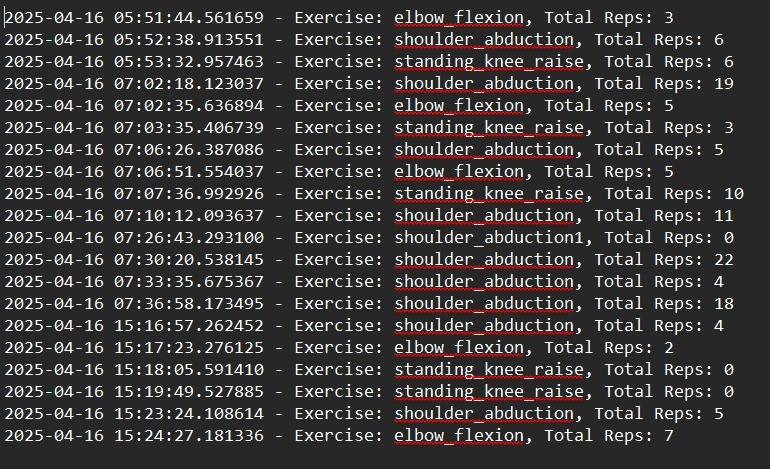 2025-04-16 05:51:44.561659 - Exercise: elbow_flexion, Total Reps: 3
2025-04-16 05:52:38.913551 - Exercise: shoulder_abduction, Total Reps: 6
2025-04-16 05:53:32.957463 - Exercise: standing_knee_raise, Total Reps: 6
2025-04-16 07:02:18.123037 - Exercise: shoulder_abduction, Total Reps: 19
2025-04-16 07:02:35.636894 - Exercise: elbow_flexion, Total Reps: 5
2025-04-16 07:03:35.406739 - Exercise: standing_knee_raise, Total Reps: 3
2025-04-16 07:06:26.387086 - Exercise: shoulder_abduction, Total Reps: 5
2025-04-16 07:06:51.554037 - Exercise: elbow_flexion, Total Reps: 5
2025-04-16 07:07:36.992926 - Exercise: standing_knee_raise, Total Reps: 10
2025-04-16 07:10:12.093637 - Exercise: shoulder_abduction, Total Reps: 11
2025-04-16 07:26:43.293100 - Exercise: shoulder_abduction1, Total Reps: 0
2025-04-16 07:30:20.538145 - Exercise: shoulder_abduction, Total Reps: 22
2025-04-16 07:33:35.675367 - Exercise: shoulder_abduction, Total Reps: 4
2025-04-16 07:36:58.173495 - Exercise: shoulder_abduction, Total Reps: 18
2025-04-16 15:16:57.262452 - Exercise: shoulder_abduction, Total Reps: 4
2025-04-16 15:17:23.276125 - Exercise: elbow_flexion, Total Reps: 2
2025-04-16 15:18:05.591410 - Exercise: standing_knee_raise, Total Reps: 0
2025-04-16 15:19:49.527885 - Exercise: standing_knee_raise, Total Reps: 0
2025-04-16 15:23:24.108614 - Exercise: shoulder_abduction, Total Reps: 5
2025-04-16 15:24:27.181336 - Exercise: elbow_flexion, Total Reps: 7